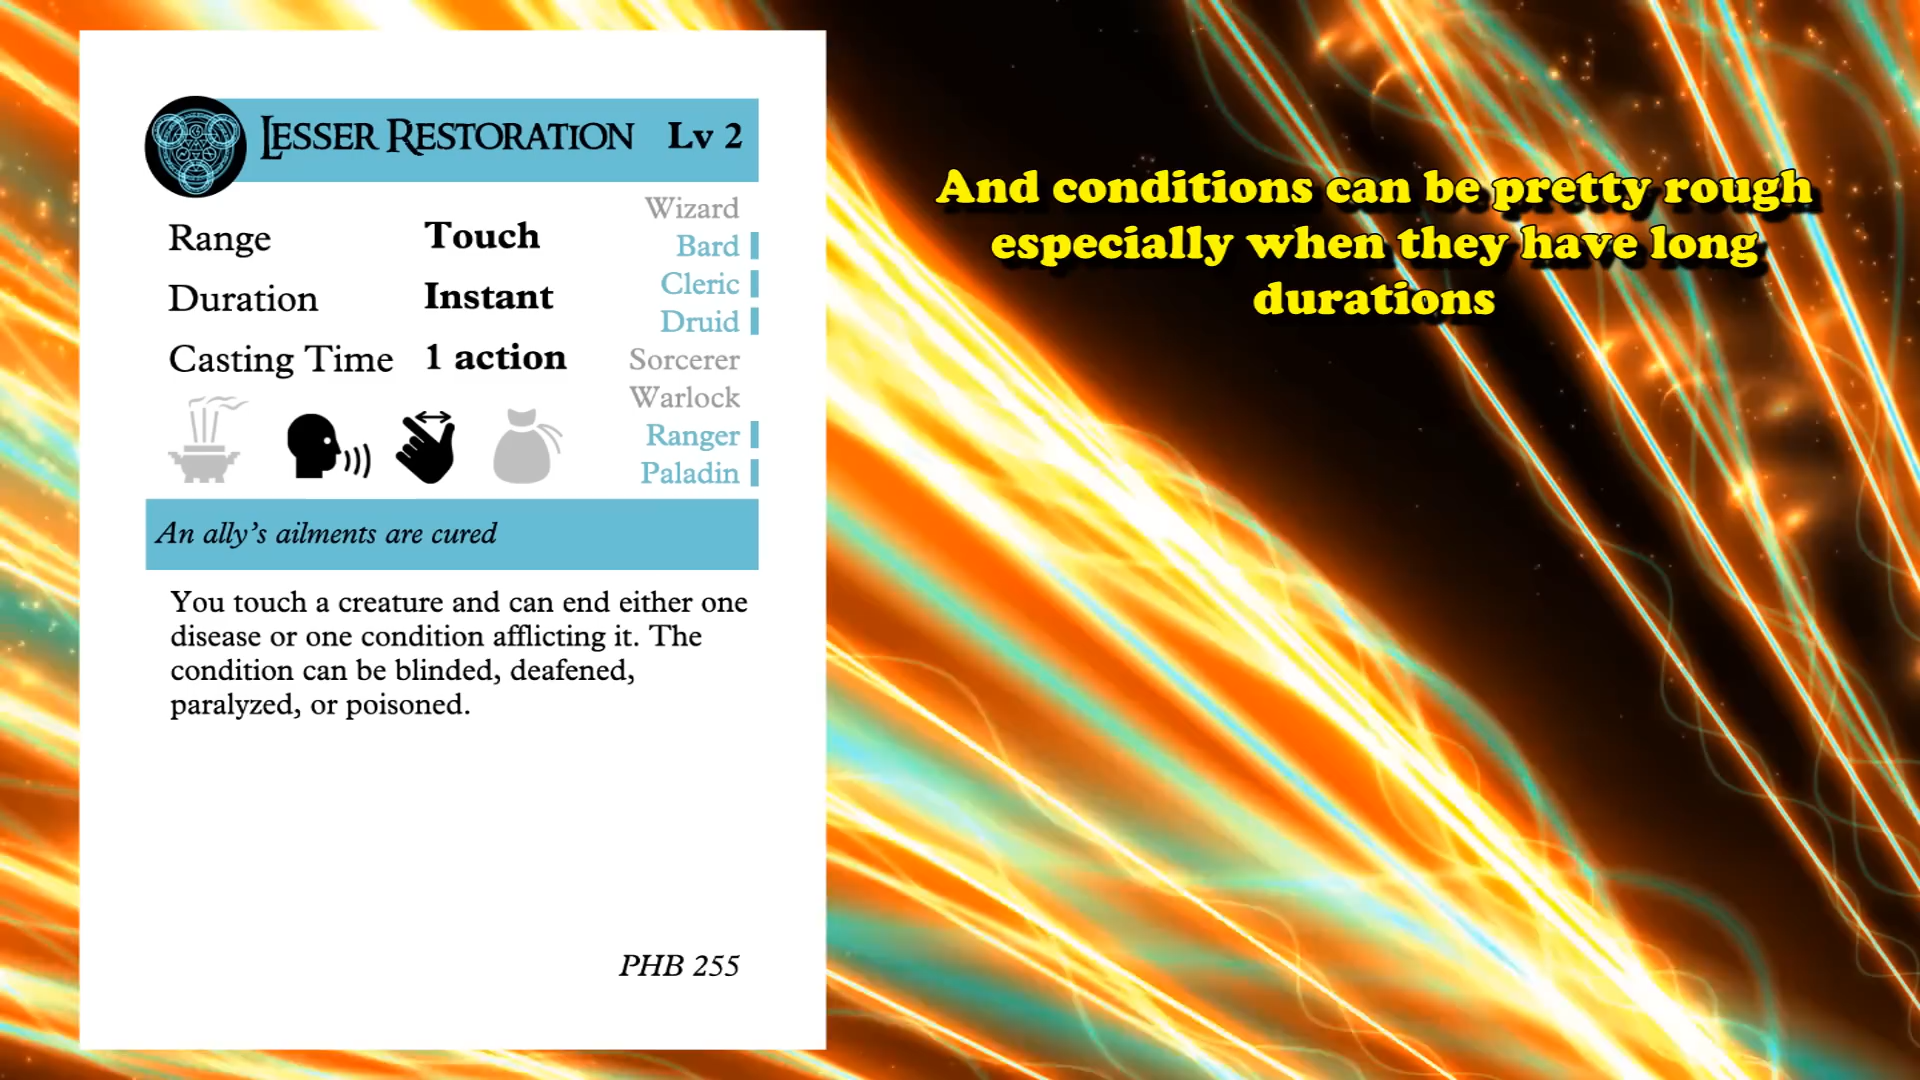 Lesser Restoration Lv 2
Range Touch
Duration Instant
Casting Time 1 action
Wizard
Bard
Cleric
Druid
Sorcerer
Warlock
Ranger
Paladin
An ally's ailments are cured
You touch a creature and can end either one
disease or one condition afflicting it. The
condition can be blinded, deafened,
paralyzed, or poisoned.
PHB 255
And conditions can be pretty rough
especially when they have long
durations